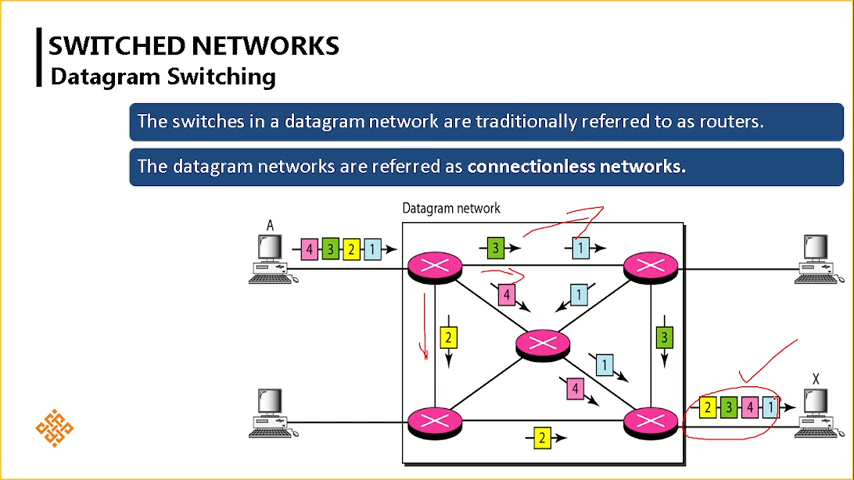 SWITCHED NETWORKS
Datagram Switching
The switches in a datagram network are traditionally referred to as routers.
The datagram networks are referred as connectionless networks.
Datagram network
A
4 3 2 1
3 1
4 1
2
3
1
4
X
2 3 4 1
2